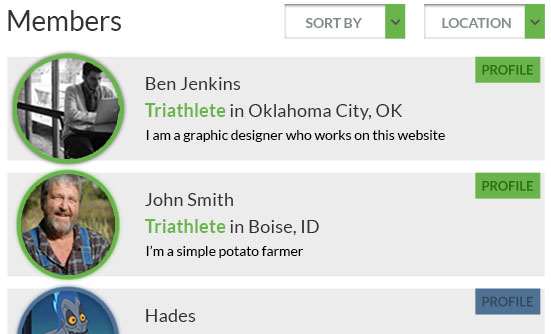 Members
SORT BY
LOCATION
PROFILE
Ben Jenkins
Triathlete in Oklahoma City, OK
I am a graphic designer who works on this website
PROFILE
John Smith
Triathlete in Boise, ID
I'm a simple potato farmer
PROFILE
Hades